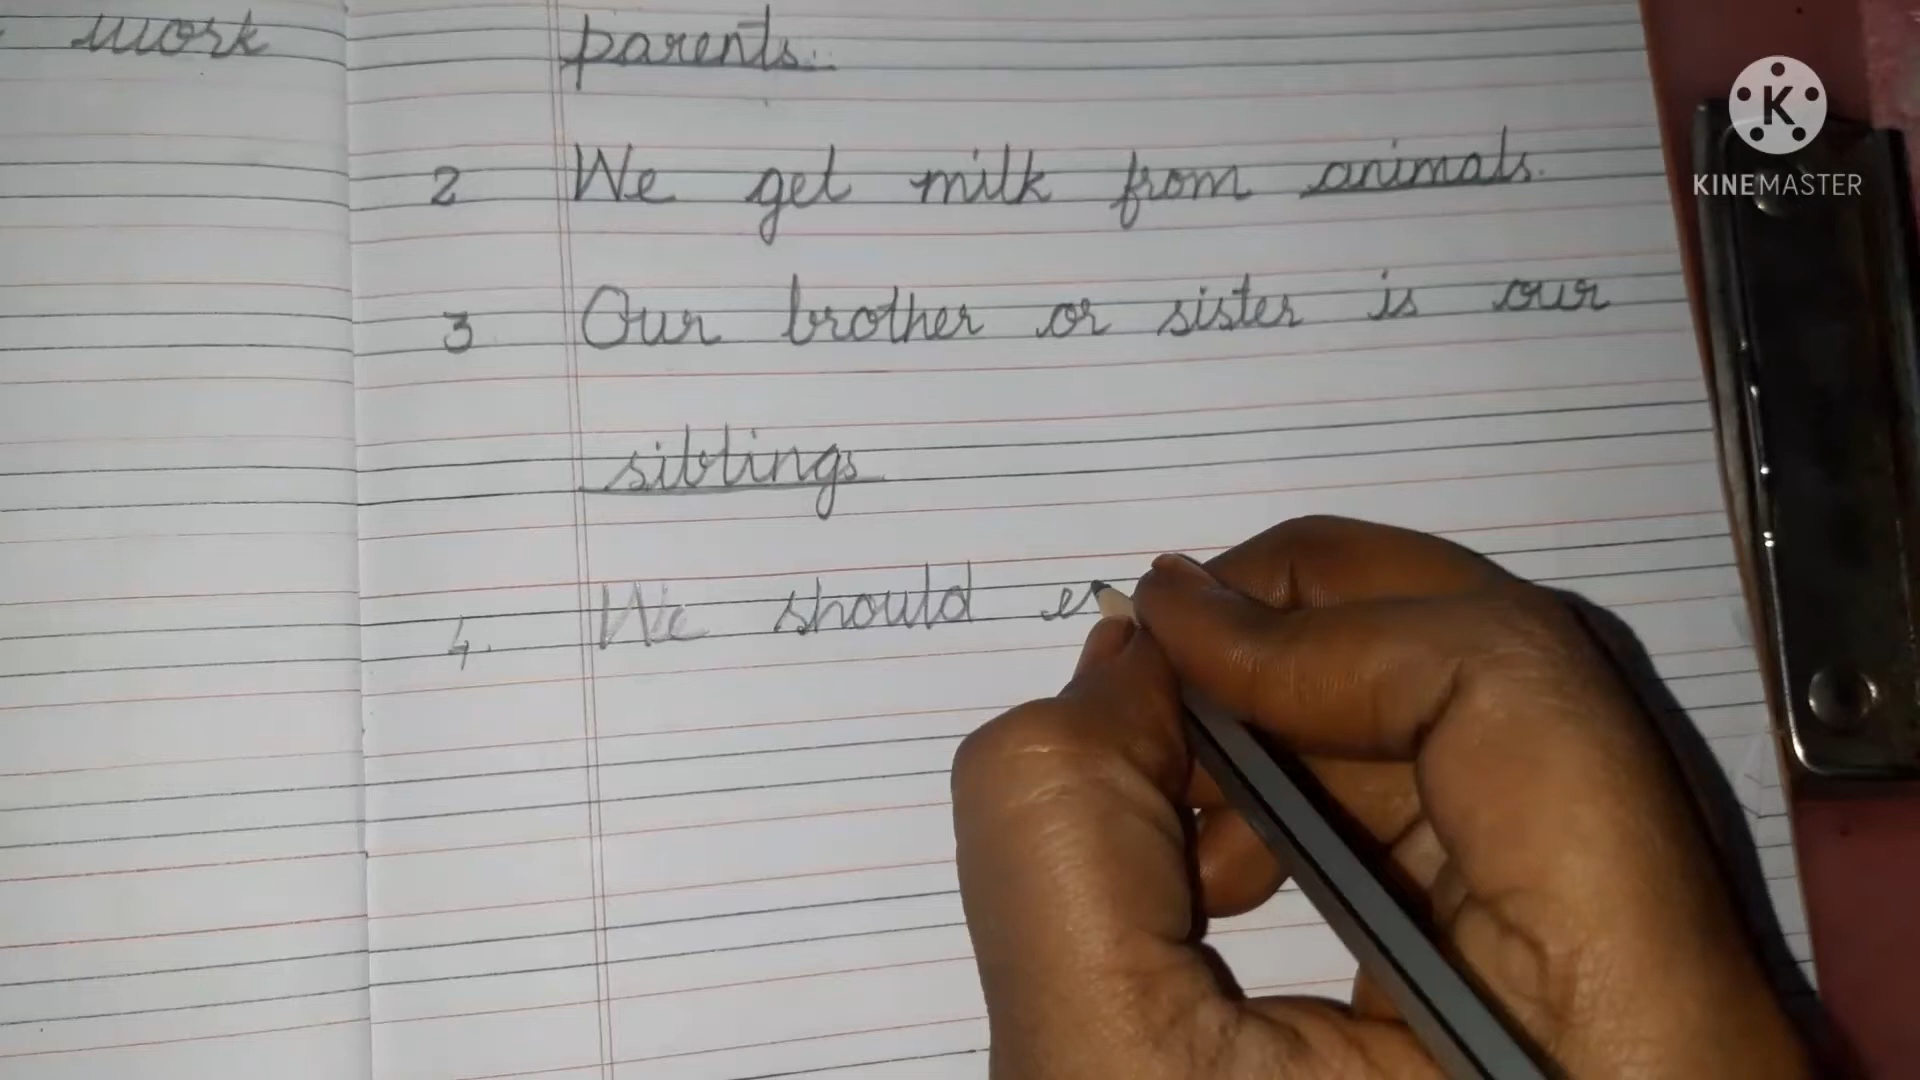 work parents.
2 We get milk from animals.
3 Our brother or sister is our
siblings
4. We should
KINEMASTER